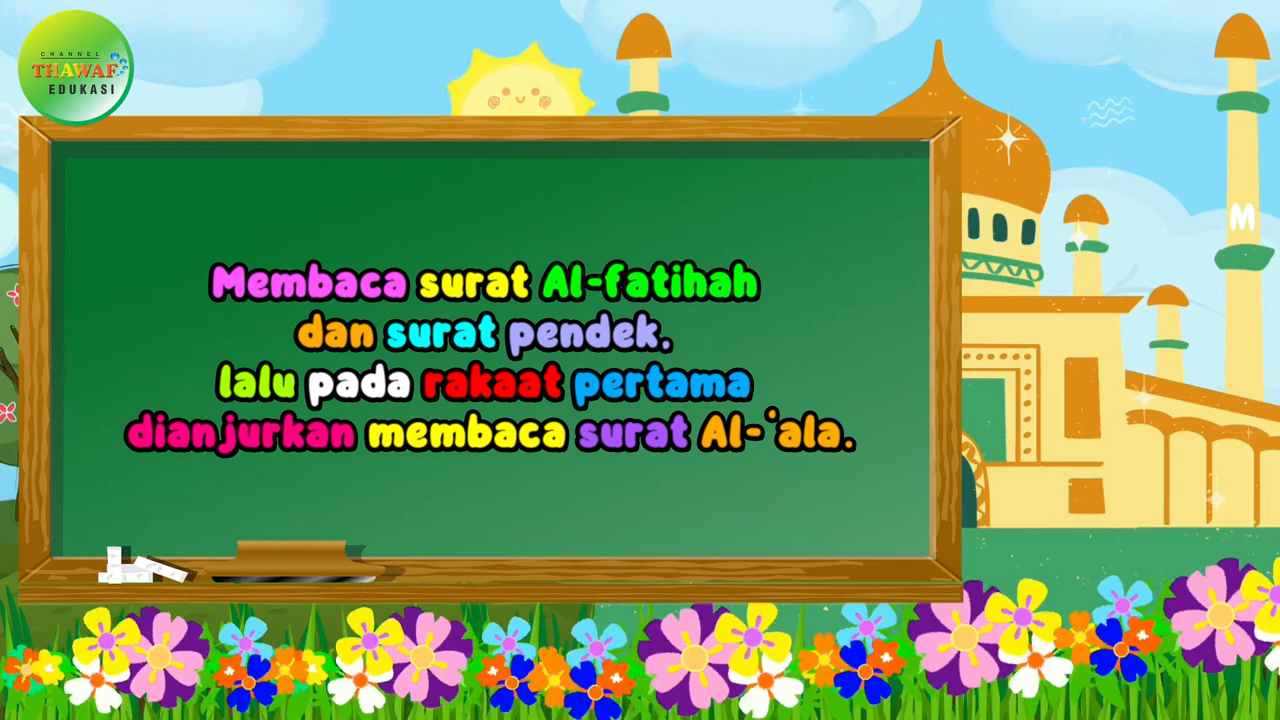 CHANNEL
THAWAF
EDUKASI
M
Membaca surat Al-fatihah
dan surat pendek.
lalu pada rakaat pertama
dianjurkan membaca surat Al-‘ala.